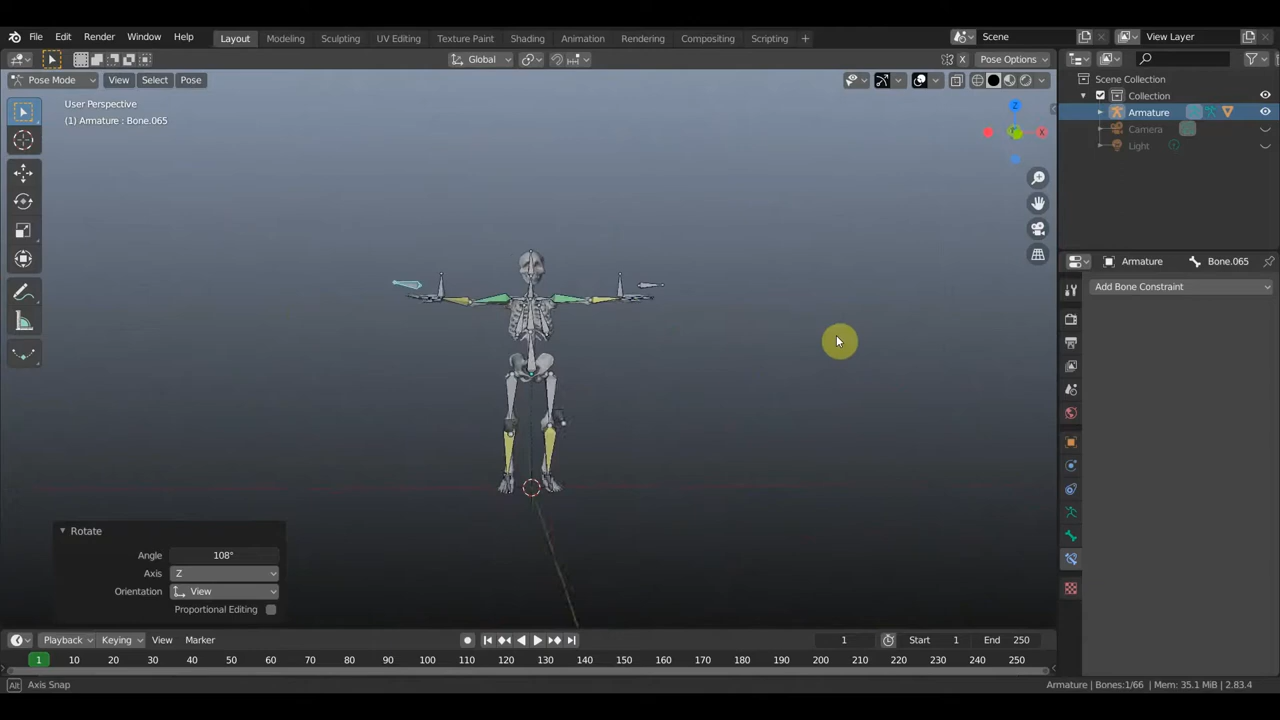 File Edit Render Window Help Layout Modeling Sculpting UV Editing Texture Paint Shading Animation Rendering Compositing Scripting + Scene View Layer
Global Pose Options
Pose Mode View Select Pose
User Perspective
(1) Armature : Bone.065
Z
X
Scene Collection
Collection
Armature
Camera
Light
Armature Bone.065
Add Bone Constraint
Rotate
Angle 108°
Axis Z
Orientation View
Proportional Editing
Playback Keying View Marker 1 Start 1 End 250
1 10 20 30 40 50 60 70 80 90 100 110 120 130 140 150 160 170 180 190 200 210 220 230 240 250
Alt Axis Snap Armature | Bones:1/66 | Mem: 35.1 MiB | 2.83.4